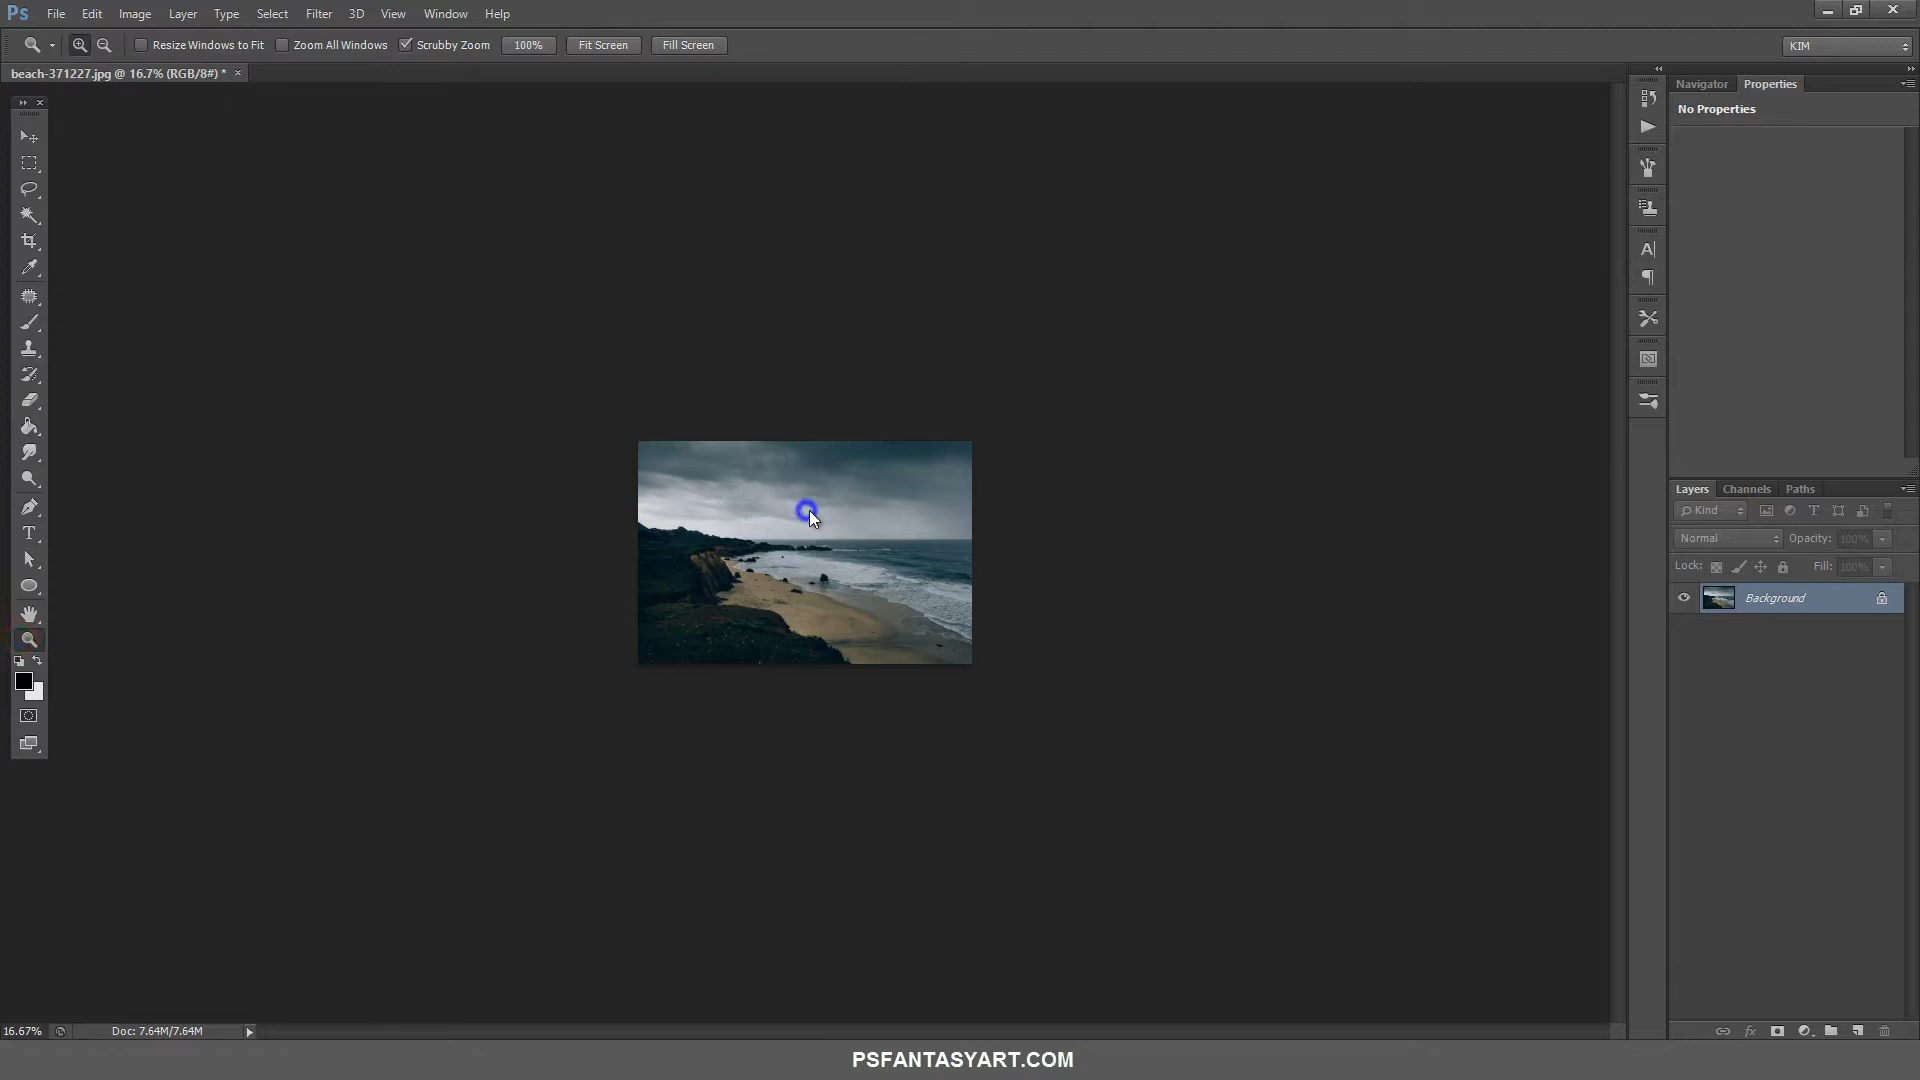 Ps File Edit Image Layer Type Select Filter 3D View Window Help
Resize Windows to Fit Zoom All Windows Scrubby Zoom 100% Fit Screen Fill Screen KIM
beach-371227.jpg @ 16.7% (RGB/8#) * ×
Navigator Properties
No Properties
Layers Channels Paths
Kind
Normal Opacity: 100%
Lock: Fill: 100%
Background
16.67% Doc: 7.64M/7.64M
PSFANTASYART.COM